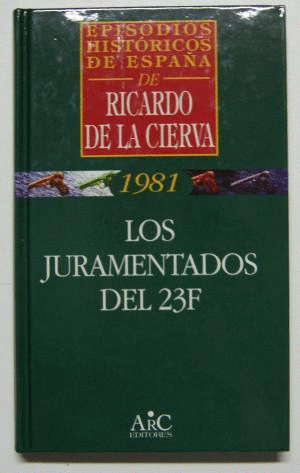 EPISODIOS
HISTÓRICOS
DE ESPAÑA
DE
RICARDO
DE LA CIERVA
1981
LOS
JURAMENTADOS
DEL 23F
ARC
EDITORES